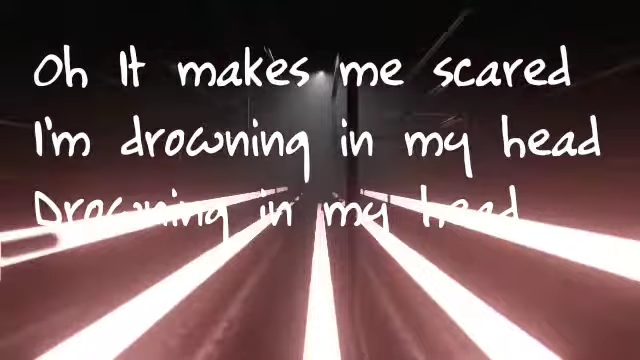 Oh It makes me scared
I'm drowning in my head
Drowning in my head